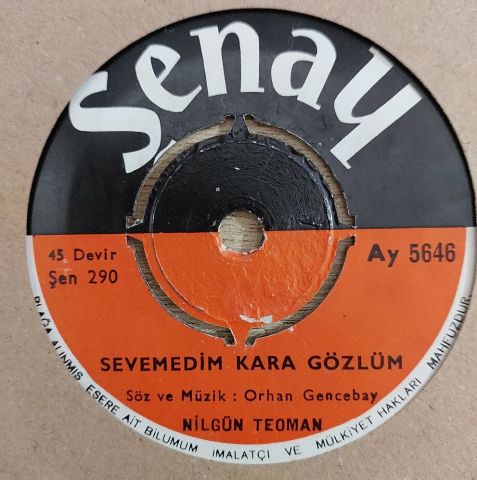 Şenay
45 Devir
Şen 290
Ay 5646
SEVEMEDİM KARA GÖZLÜM
Söz ve Müzik : Orhan Gencebay
NİLGÜN TEOMAN
PLAĞA ALINMIŞ ESERE AİT BİLUMUM İMALATÇI VE MÜLKİYET HAKLARI MAHFUZDUR.